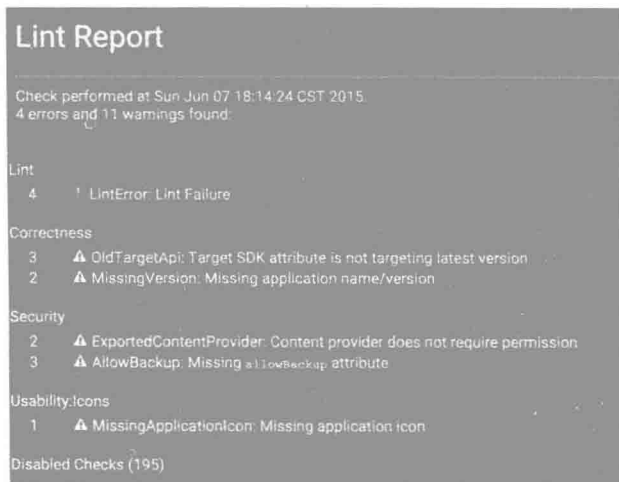 Lint Report
Check performed at Sun Jun 07 18:14:24 CST 2015.
4 errors and 11 warnings found:
Lint
4 ! LintError: Lint Failure
Correctness
3 ⚠ OldTargetApi: Target SDK attribute is not targeting latest version
2 ⚠ MissingVersion: Missing application name/version
Security
2 ⚠ ExportedContentProvider: Content provider does not require permission
3 ⚠ AllowBackup: Missing allowBackup attribute
Usability:Icons
1 ⚠ MissingApplicationIcon: Missing application icon
Disabled Checks (195)